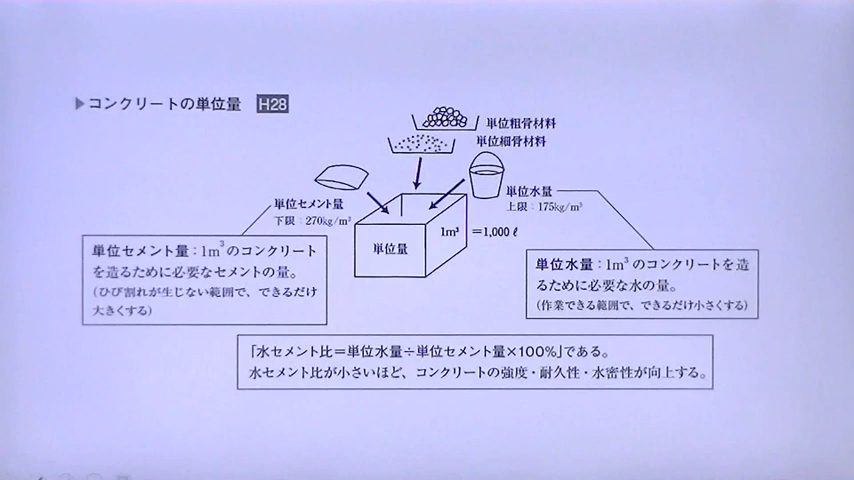 ▶コンクリートの単位量 H28
単位粗骨材料
単位細骨材料
単位セメント量
下限：270kg/m³
単位水量
上限：175kg/m³
単位量
1m³
＝1,000ℓ
単位セメント量：1m³のコンクリート
を造るために必要なセメントの量。
（ひび割れが生じない範囲で、できるだけ
大きくする）
単位水量：1m³のコンクリートを造
るために必要な水の量。
（作業できる範囲で、できるだけ小さくする）
「水セメント比＝単位水量÷単位セメント量×100%」である。
水セメント比が小さいほど、コンクリートの強度・耐久性・水密性が向上する。